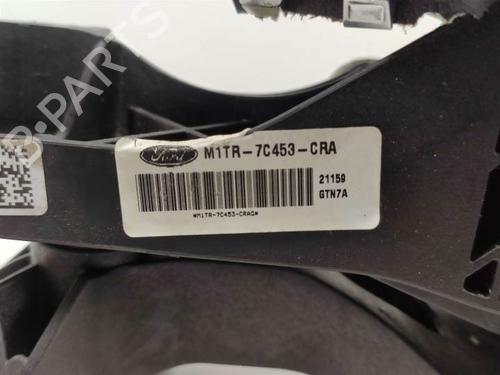 Ford M1TR-7C453-CRA
21159
GTN7A
*M1TR-7C453-CRAG*
B-PARTS